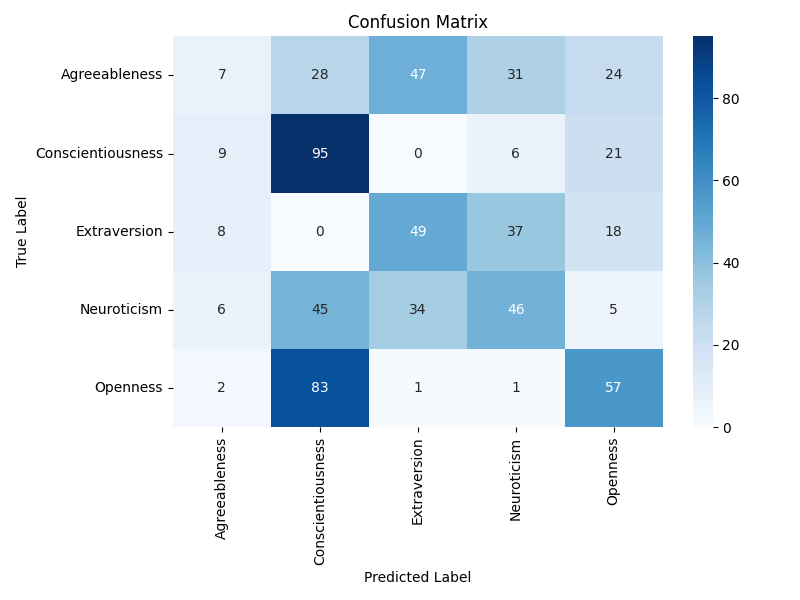 Confusion Matrix
True Label
Agreeableness 7 28 47 31 24
Conscientiousness 9 95 0 6 21
Extraversion 8 0 49 37 18
Neuroticism 6 45 34 46 5
Openness 2 83 1 1 57
Agreeableness Conscientiousness Extraversion Neuroticism Openness
Predicted Label
80
60
40
20
0